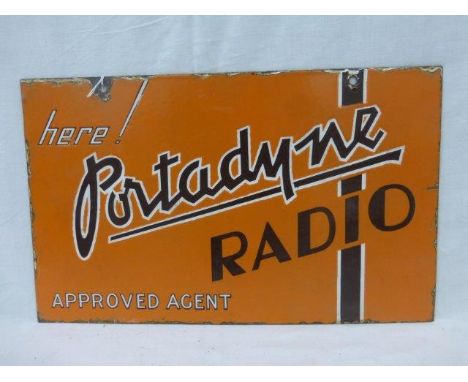 here!
Portadyne
RADIO
APPROVED AGENT